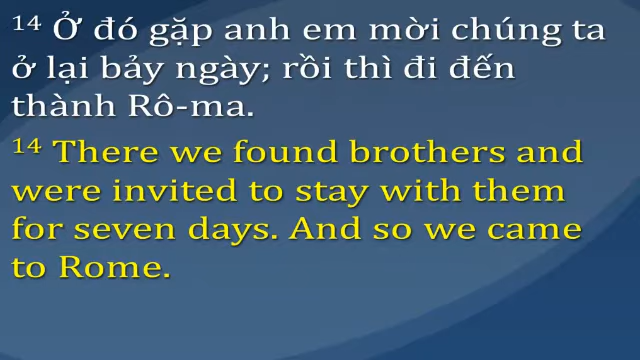 14 Ở đó gặp anh em mời chúng ta
ở lại bảy ngày; rồi thì đi đến
thành Rô-ma.
14 There we found brothers and
were invited to stay with them
for seven days. And so we came
to Rome.